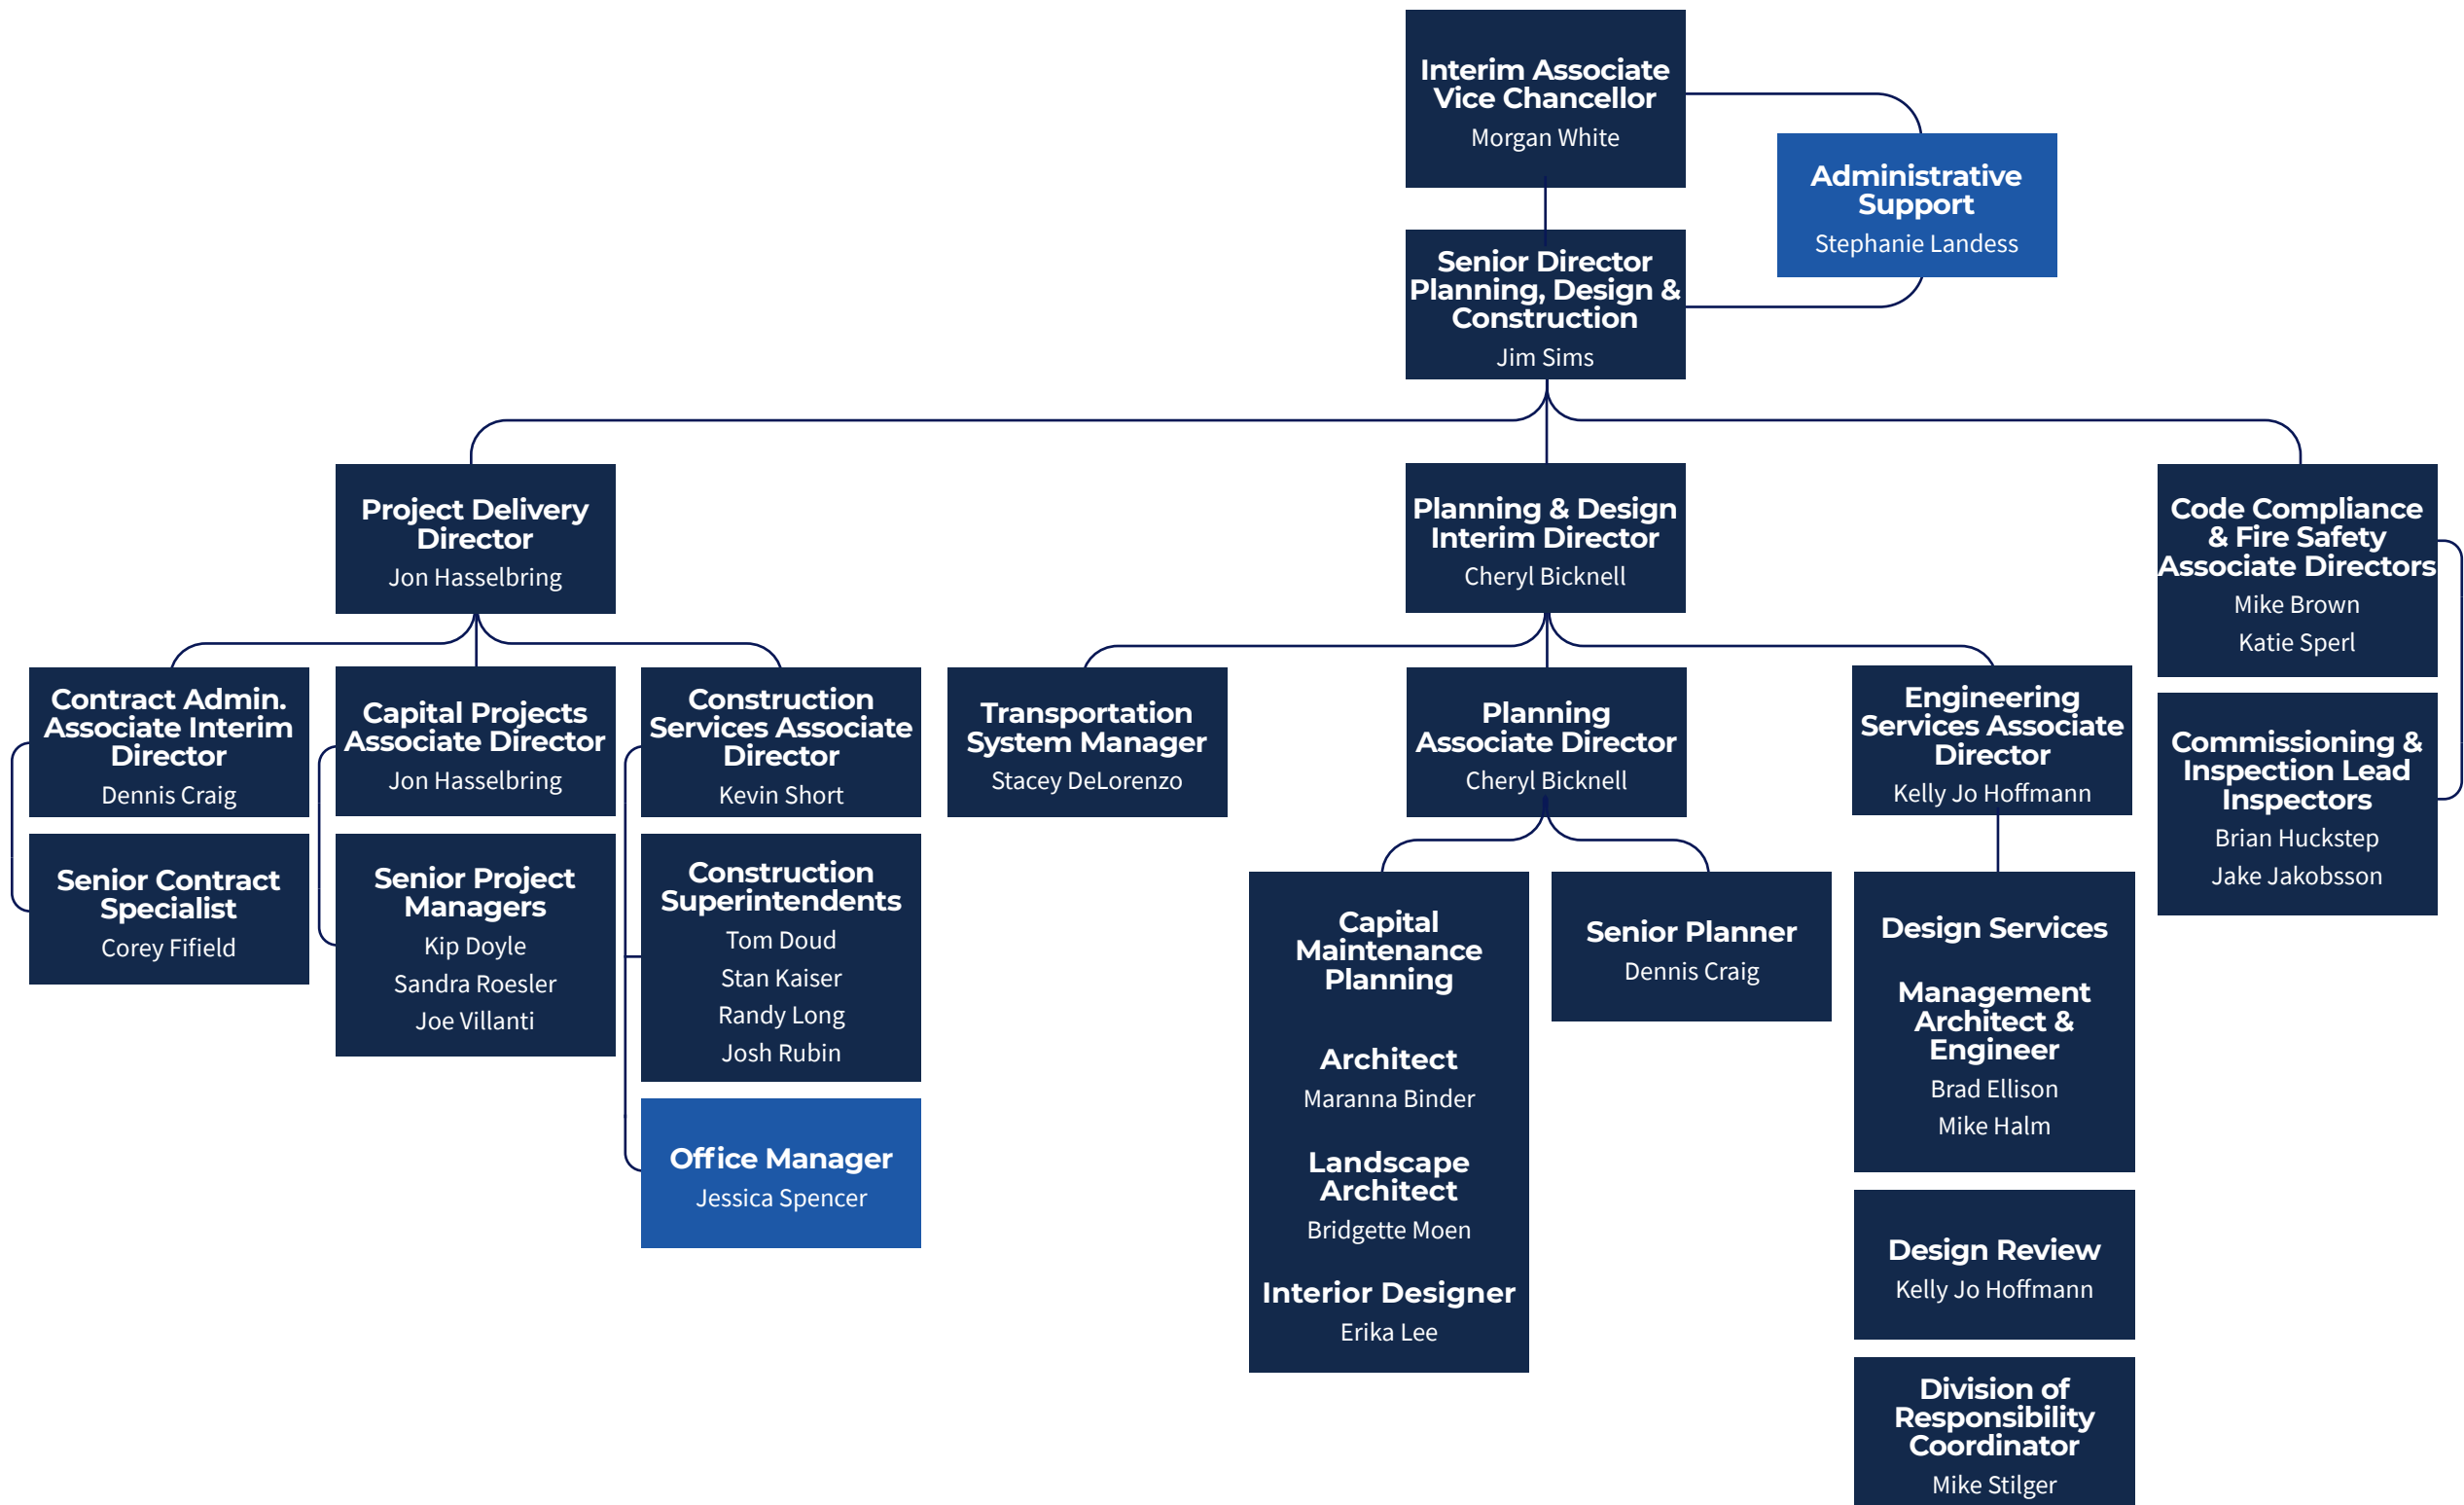 Interim Associate
Vice Chancellor
Morgan White
Administrative
Support
Stephanie Landess
Senior Director
Planning, Design &
Construction
Jim Sims
Project Delivery
Director
Jon Hasselbring
Planning & Design
Interim Director
Cheryl Bicknell
Code Compliance
& Fire Safety
Associate Directors
Mike Brown
Katie Sperl
Contract Admin.
Associate Interim
Director
Dennis Craig
Capital Projects
Associate Director
Jon Hasselbring
Construction
Services Associate
Director
Kevin Short
Transportation
System Manager
Stacey DeLorenzo
Planning
Associate Director
Cheryl Bicknell
Engineering
Services Associate
Director
Kelly Jo Hoffmann
Commissioning &
Inspection Lead
Inspectors
Brian Huckstep
Jake Jakobsson
Senior Contract
Specialist
Corey Fifield
Senior Project
Managers
Kip Doyle
Sandra Roesler
Joe Villanti
Construction
Superintendents
Tom Doud
Stan Kaiser
Randy Long
Josh Rubin
Office Manager
Jessica Spencer
Capital
Maintenance
Planning
Architect
Maranna Binder
Landscape
Architect
Bridgette Moen
Interior Designer
Erika Lee
Senior Planner
Dennis Craig
Design Services
Management
Architect &
Engineer
Brad Ellison
Mike Halm
Design Review
Kelly Jo Hoffmann
Division of
Responsibility
Coordinator
Mike Stilger